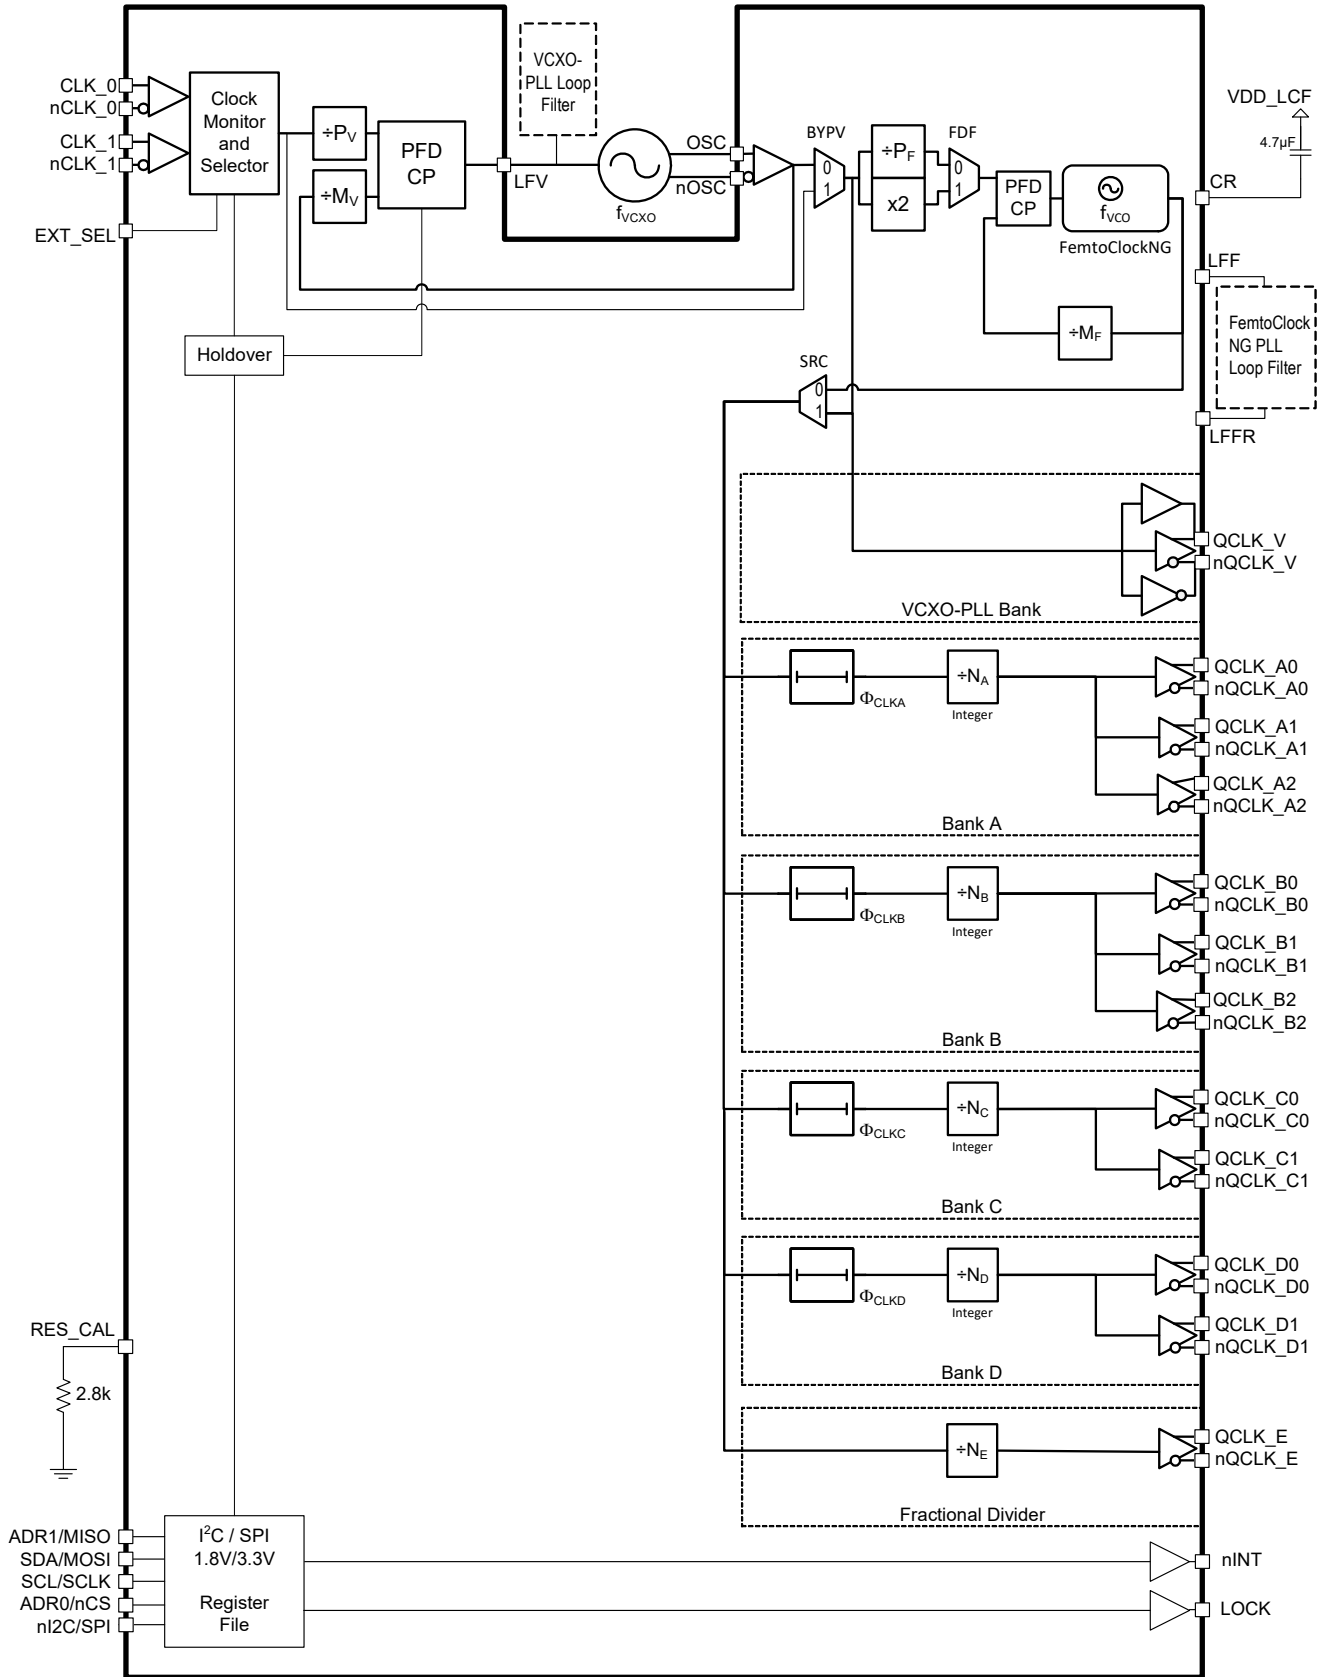 CLK_0
nCLK_0
CLK_1
nCLK_1
EXT_SEL
Clock
Monitor
and
Selector
÷PV
÷MV
PFD
CP
LFV
VCXO-
PLL Loop
Filter
fVCXO
OSC
nOSC
BYPV
0
1
÷PF
x2
FDF
0
1
PFD
CP
fVCO
FemtoClockNG
÷MF
VDD_LCF
4.7µF
CR
LFF
FemtoClock
NG PLL
Loop Filter
LFFR
Holdover
SRC
0
1
QCLK_V
nQCLK_V
VCXO-PLL Bank
ΦCLKA
÷NA
Integer
QCLK_A0
nQCLK_A0
QCLK_A1
nQCLK_A1
QCLK_A2
nQCLK_A2
Bank A
ΦCLKB
÷NB
Integer
QCLK_B0
nQCLK_B0
QCLK_B1
nQCLK_B1
QCLK_B2
nQCLK_B2
Bank B
ΦCLKC
÷NC
Integer
QCLK_C0
nQCLK_C0
QCLK_C1
nQCLK_C1
Bank C
ΦCLKD
÷ND
Integer
QCLK_D0
nQCLK_D0
QCLK_D1
nQCLK_D1
Bank D
RES_CAL
2.8k
÷NE
QCLK_E
nQCLK_E
Fractional Divider
ADR1/MISO
SDA/MOSI
SCL/SCLK
ADR0/nCS
nI2C/SPI
I2C / SPI
1.8V/3.3V
Register
File
nINT
LOCK